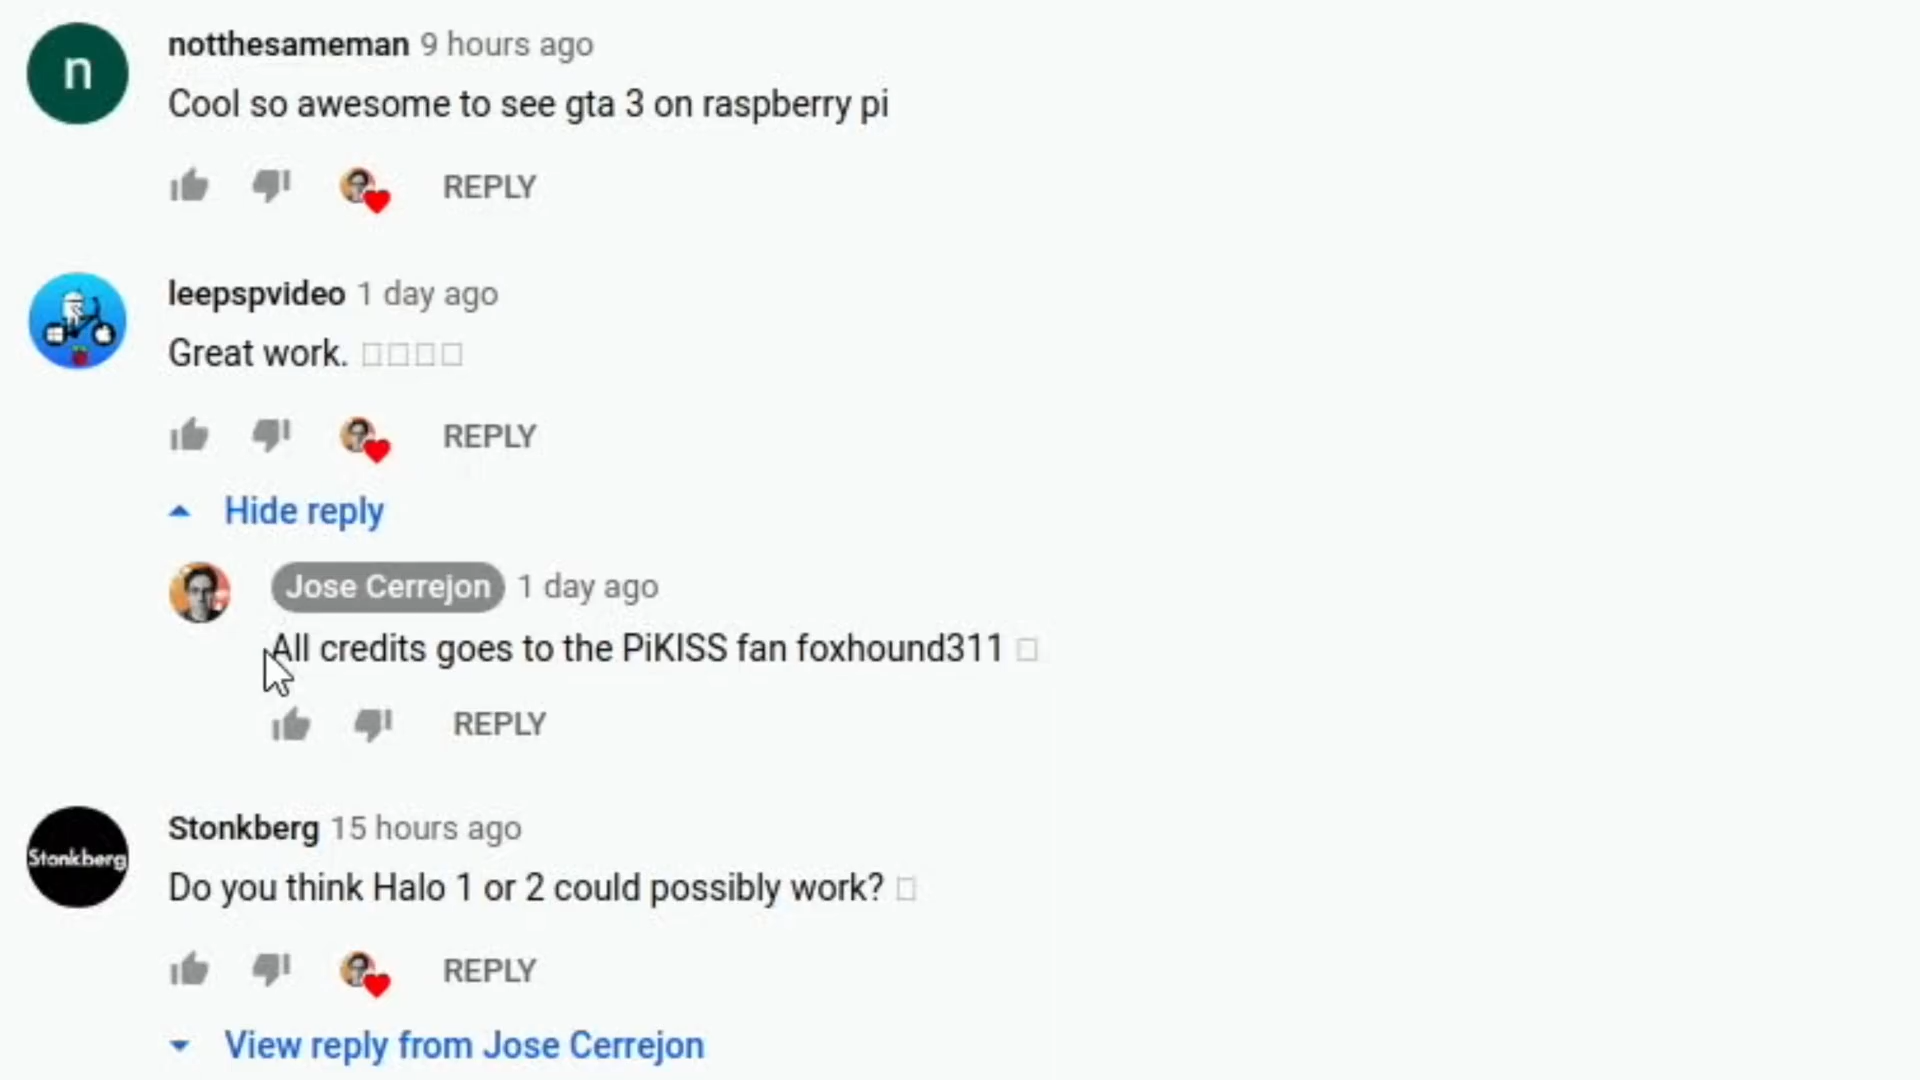 n
notthesameman 9 hours ago
Cool so awesome to see gta 3 on raspberry pi
REPLY
leepspvideo 1 day ago
Great work. □□□□
REPLY
Hide reply
Jose Cerrejon 1 day ago
All credits goes to the PiKISS fan foxhound311 □
REPLY
Stonkberg
Stonkberg 15 hours ago
Do you think Halo 1 or 2 could possibly work? □
REPLY
View reply from Jose Cerrejon